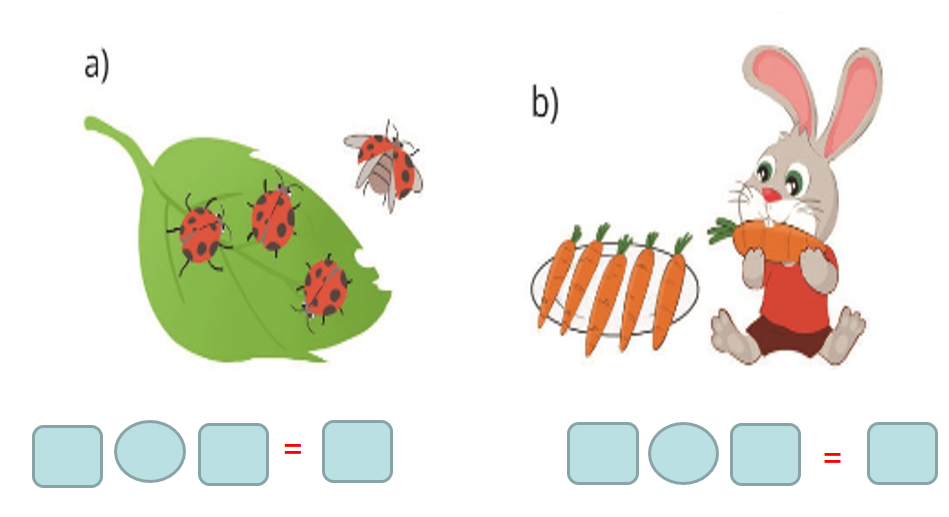 a)
b)
=
=